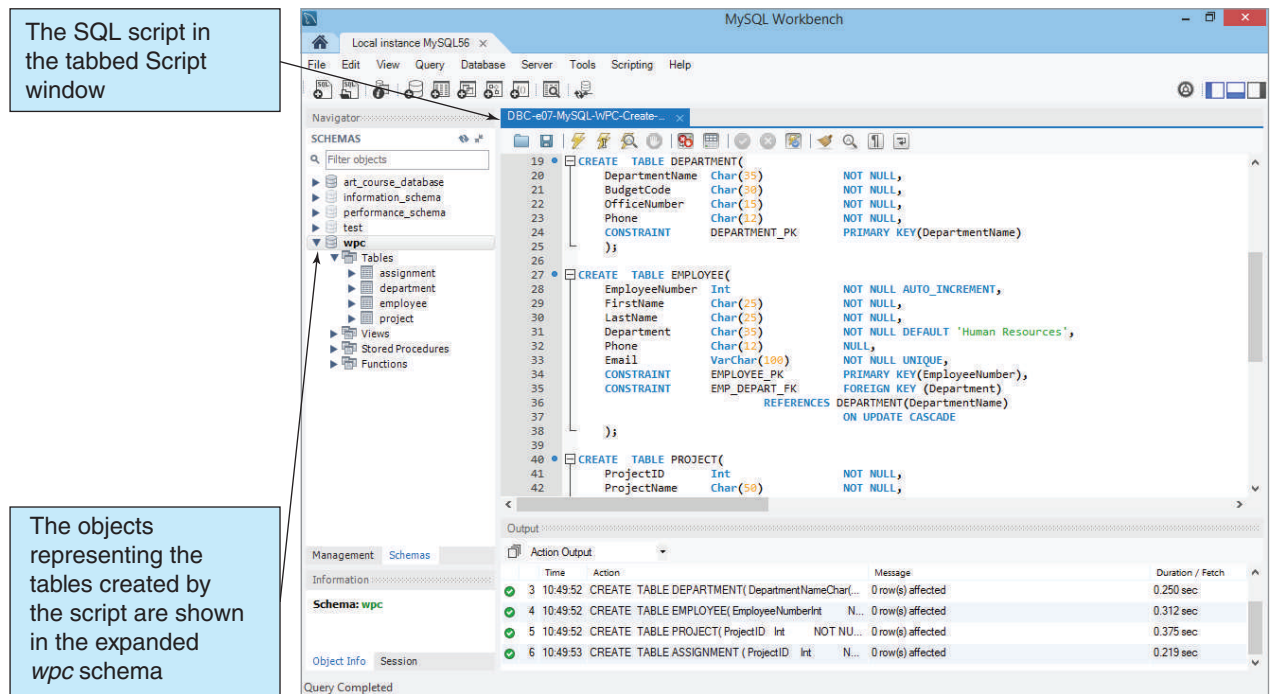 The SQL script in
the tabbed Script
window
The objects
representing the
tables created by
the script are shown
in the expanded
wpc schema
MySQL Workbench
Local instance MySQL56 ×
File Edit View Query Database Server Tools Scripting Help
Navigator
SCHEMAS
Filter objects
art_course_database
information_schema
performance_schema
test
wpc
Tables
assignment
department
employee
project
Views
Stored Procedures
Functions
Management Schemas
Information
Schema: wpc
Object Info Session
DBC-e07-MySQL-WPC-Create-... ×
19 CREATE TABLE DEPARTMENT(
20 DepartmentName Char(35) NOT NULL,
21 BudgetCode Char(30) NOT NULL,
22 OfficeNumber Char(15) NOT NULL,
23 Phone Char(12) NOT NULL,
24 CONSTRAINT DEPARTMENT_PK PRIMARY KEY(DepartmentName)
25 );
26
27 CREATE TABLE EMPLOYEE(
28 EmployeeNumber Int NOT NULL AUTO_INCREMENT,
29 FirstName Char(25) NOT NULL,
30 LastName Char(25) NOT NULL,
31 Department Char(35) NOT NULL DEFAULT 'Human Resources',
32 Phone Char(12) NULL,
33 Email VarChar(100) NOT NULL UNIQUE,
34 CONSTRAINT EMPLOYEE_PK PRIMARY KEY(EmployeeNumber),
35 CONSTRAINT EMP_DEPART_FK FOREIGN KEY (Department)
36 REFERENCES DEPARTMENT(DepartmentName)
37 ON UPDATE CASCADE
38 );
39
40 CREATE TABLE PROJECT(
41 ProjectID Int NOT NULL,
42 ProjectName Char(50) NOT NULL,
Output
Action Output
Time Action Message Duration / Fetch
3 10:49:52 CREATE TABLE DEPARTMENT( DepartmentNameChar(... 0 row(s) affected 0.250 sec
4 10:49:52 CREATE TABLE EMPLOYEE( EmployeeNumberInt N... 0 row(s) affected 0.312 sec
5 10:49:52 CREATE TABLE PROJECT( ProjectID Int NOT NU... 0 row(s) affected 0.375 sec
6 10:49:53 CREATE TABLE ASSIGNMENT ( ProjectID Int N... 0 row(s) affected 0.219 sec
Query Completed